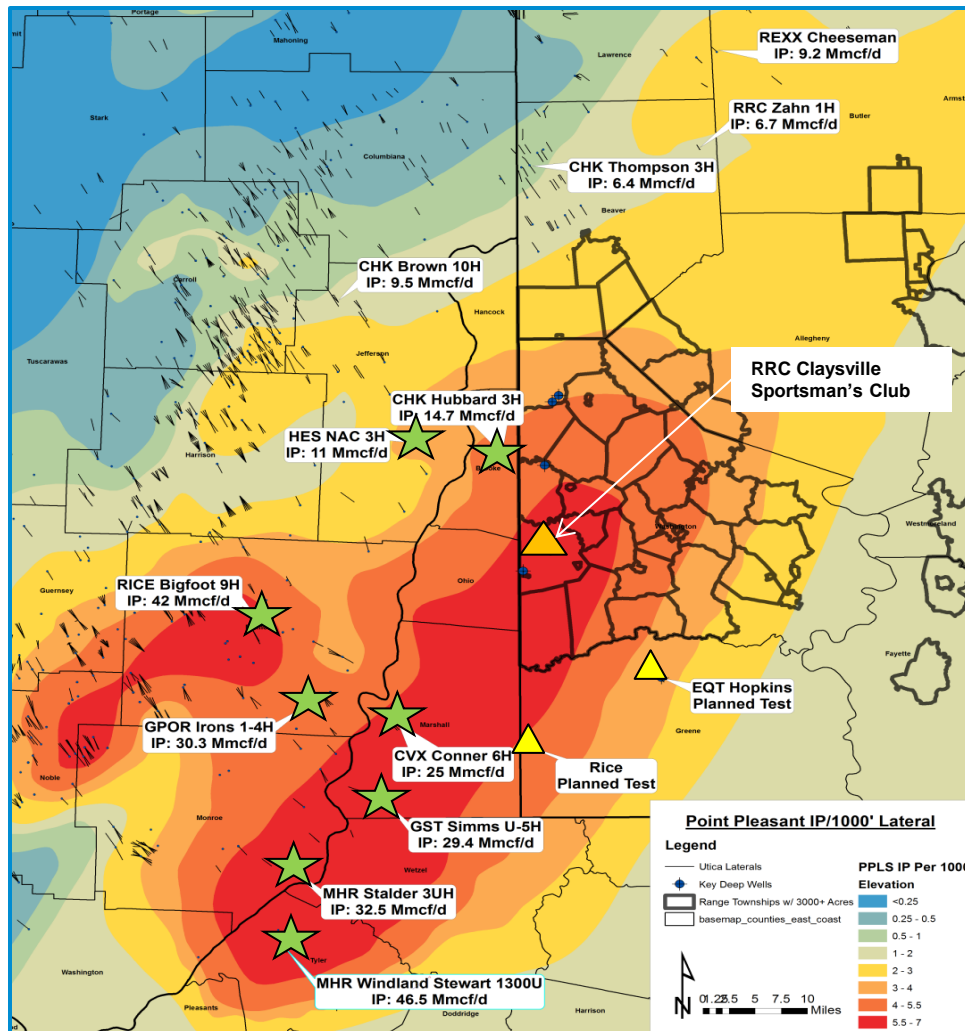 Portage
Mahoning
Lawrence
REXX Cheeseman
IP: 9.2 Mmcf/d
Stark
Butler
RRC Zahn 1H
IP: 6.7 Mmcf/d
Columbiana
CHK Thompson 3H
IP: 6.4 Mmcf/d
Beaver
CHK Brown 10H
IP: 9.5 Mmcf/d
Carroll
Hancock
Allegheny
Tuscarawas
Jefferson
RRC Claysville
Sportsman's Club
CHK Hubbard 3H
IP: 14.7 Mmcf/d
HES NAC 3H
IP: 11 Mmcf/d
Harrison
Brooke
Washington
Westmoreland
RICE Bigfoot 9H
IP: 42 Mmcf/d
Guernsey
Ohio
Fayette
EQT Hopkins
Planned Test
GPOR Irons 1-4H
IP: 30.3 Mmcf/d
Marshall
Greene
CVX Conner 6H
IP: 25 Mmcf/d
Rice
Planned Test
Noble
Monroe
GST Simms U-5H
IP: 29.4 Mmcf/d
Wetzel
MHR Stalder 3UH
IP: 32.5 Mmcf/d
Tyler
Washington
MHR Windland Stewart 1300U
IP: 46.5 Mmcf/d
Pleasants
Doddridge
Harrison
Point Pleasant IP/1000' Lateral
Legend
Utica Laterals
Key Deep Wells
Range Townships w/ 3000+ Acres
basemap_counties_east_coast
PPLS IP Per 1000
Elevation
<0.25
0.25 - 0.5
0.5 - 1
1 - 2
2 - 3
3 - 4
4 - 5.5
5.5 - 7
N
5 7.5 10
Miles